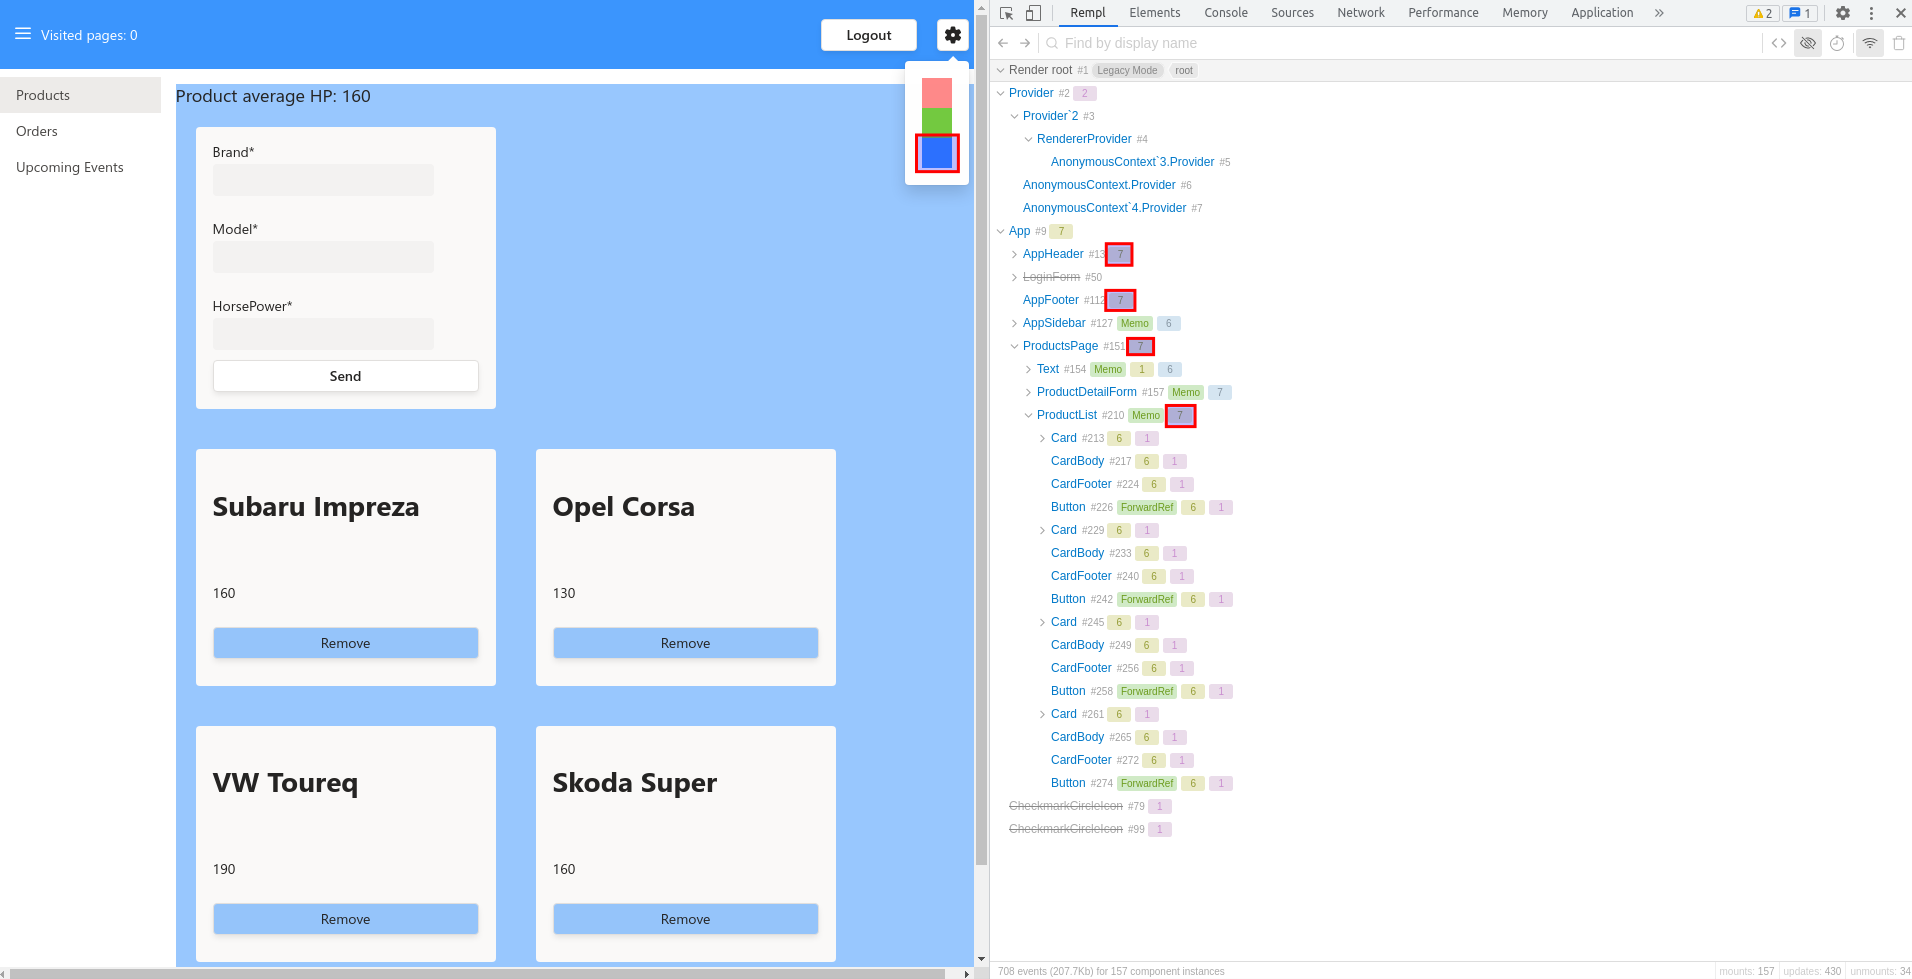 Visited pages: 0
Logout
Products
Orders
Upcoming Events
Product average HP: 160
Brand*
Model*
HorsePower*
Send
Subaru Impreza
160
Remove
Opel Corsa
130
Remove
VW Toureq
190
Remove
Skoda Super
160
Remove
Rempl Elements Console Sources Network Performance Memory Application » 2 1
Find by display name
Render root #1 Legacy Mode root
Provider #2 2
Provider`2 #3
RendererProvider #4
AnonymousContext`3.Provider #5
AnonymousContext.Provider #6
AnonymousContext`4.Provider #7
App #9 7
AppHeader #13 7
LoginForm #50
AppFooter #112 7
AppSidebar #127 Memo 6
ProductsPage #151 7
Text #154 Memo 1 6
ProductDetailForm #157 Memo 7
ProductList #210 Memo 7
Card #213 6 1
CardBody #217 6 1
CardFooter #224 6 1
Button #226 ForwardRef 6 1
Card #229 6 1
CardBody #233 6 1
CardFooter #240 6 1
Button #242 ForwardRef 6 1
Card #245 6 1
CardBody #249 6 1
CardFooter #256 6 1
Button #258 ForwardRef 6 1
Card #261 6 1
CardBody #265 6 1
CardFooter #272 6 1
Button #274 ForwardRef 6 1
CheckmarkCircleIcon #79 1
CheckmarkCircleIcon #99 1
708 events (207.7Kb) for 157 component instances mounts: 157 updates: 430 unmounts: 34